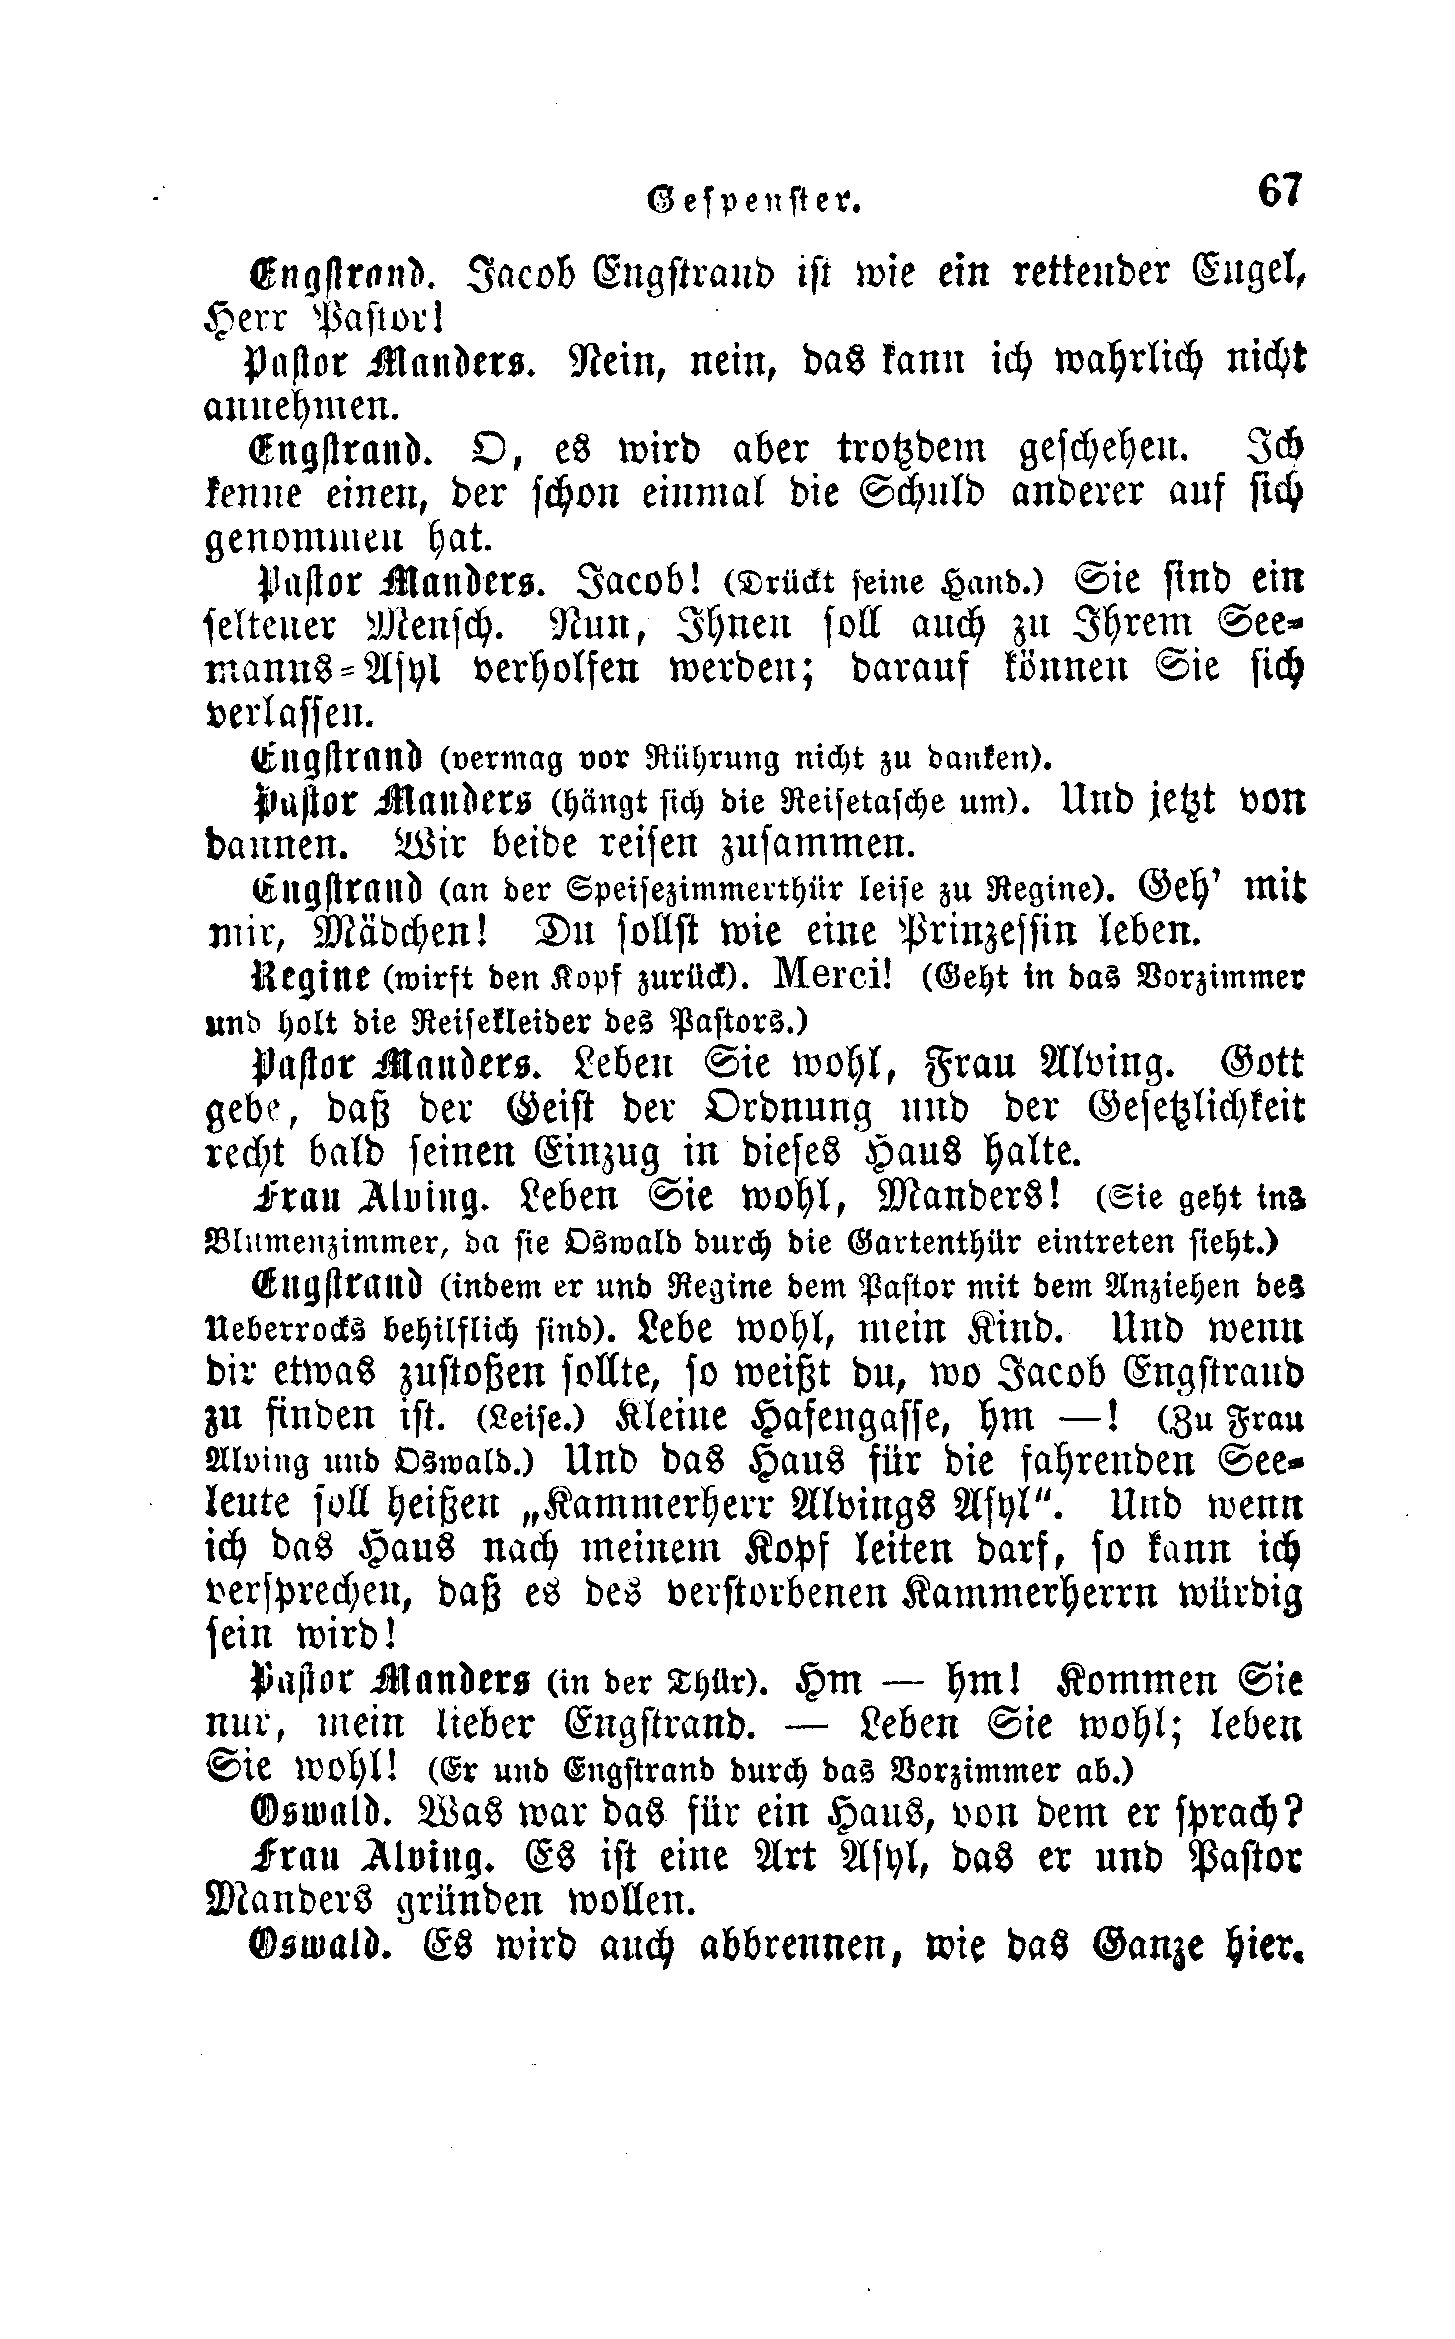 Gespenster.
67
Engstrand. Jacob Engstrand ist wie ein rettender Engel,
Herr Pastor!
Pastor Manders. Nein, nein, das kann ich wahrlich nicht
annehmen.
Engstrand. O, es wird aber trotzdem geschehen. Ich
kenne einen, der schon einmal die Schuld anderer auf sich
genommen hat.
Pastor Manders. Jacob! (Drückt seine Hand.) Sie sind ein
seltener Mensch. Nun, Ihnen soll auch zu Ihrem See-
manns-Asyl verholfen werden; darauf können Sie sich
verlassen.
Engstrand (vermag vor Rührung nicht zu danken).
Pastor Manders (hängt sich die Reisetasche um). Und jetzt von
dannen. Wir beide reisen zusammen.
Engstrand (an der Speisezimmerthür leise zu Regine). Geh' mit
mir, Mädchen! Du sollst wie eine Prinzessin leben.
Regine (wirft den Kopf zurück). Merci! (Geht in das Vorzimmer
und holt die Reisekleider des Pastors.)
Pastor Manders. Leben Sie wohl, Frau Alving. Gott
gebe, daß der Geist der Ordnung und der Gesetzlichkeit
recht bald seinen Einzug in dieses Haus halte.
Frau Alving. Leben Sie wohl, Manders! (Sie geht ins
Blumenzimmer, da sie Oswald durch die Gartenthür eintreten sieht.)
Engstrand (indem er und Regine dem Pastor mit dem Anziehen des
Ueberrocks behilflich sind). Lebe wohl, mein Kind. Und wenn
dir etwas zustoßen sollte, so weißt du, wo Jacob Engstrand
zu finden ist. (Leise.) Kleine Hafengasse, hm —! (Zu Frau
Alving und Oswald.) Und das Haus für die fahrenden See-
leute soll heißen „Kammerherr Alvings Asyl“. Und wenn
ich das Haus nach meinem Kopf leiten darf, so kann ich
versprechen, daß es des verstorbenen Kammerherrn würdig
sein wird!
Pastor Manders (in der Thür). Hm — hm! Kommen Sie
nur, mein lieber Engstrand. — Leben Sie wohl; leben
Sie wohl! (Er und Engstrand durch das Vorzimmer ab.)
Oswald. Was war das für ein Haus, von dem er sprach?
Frau Alving. Es ist eine Art Asyl, das er und Pastor
Manders gründen wollen.
Oswald. Es wird auch abbrennen, wie das Ganze hier.